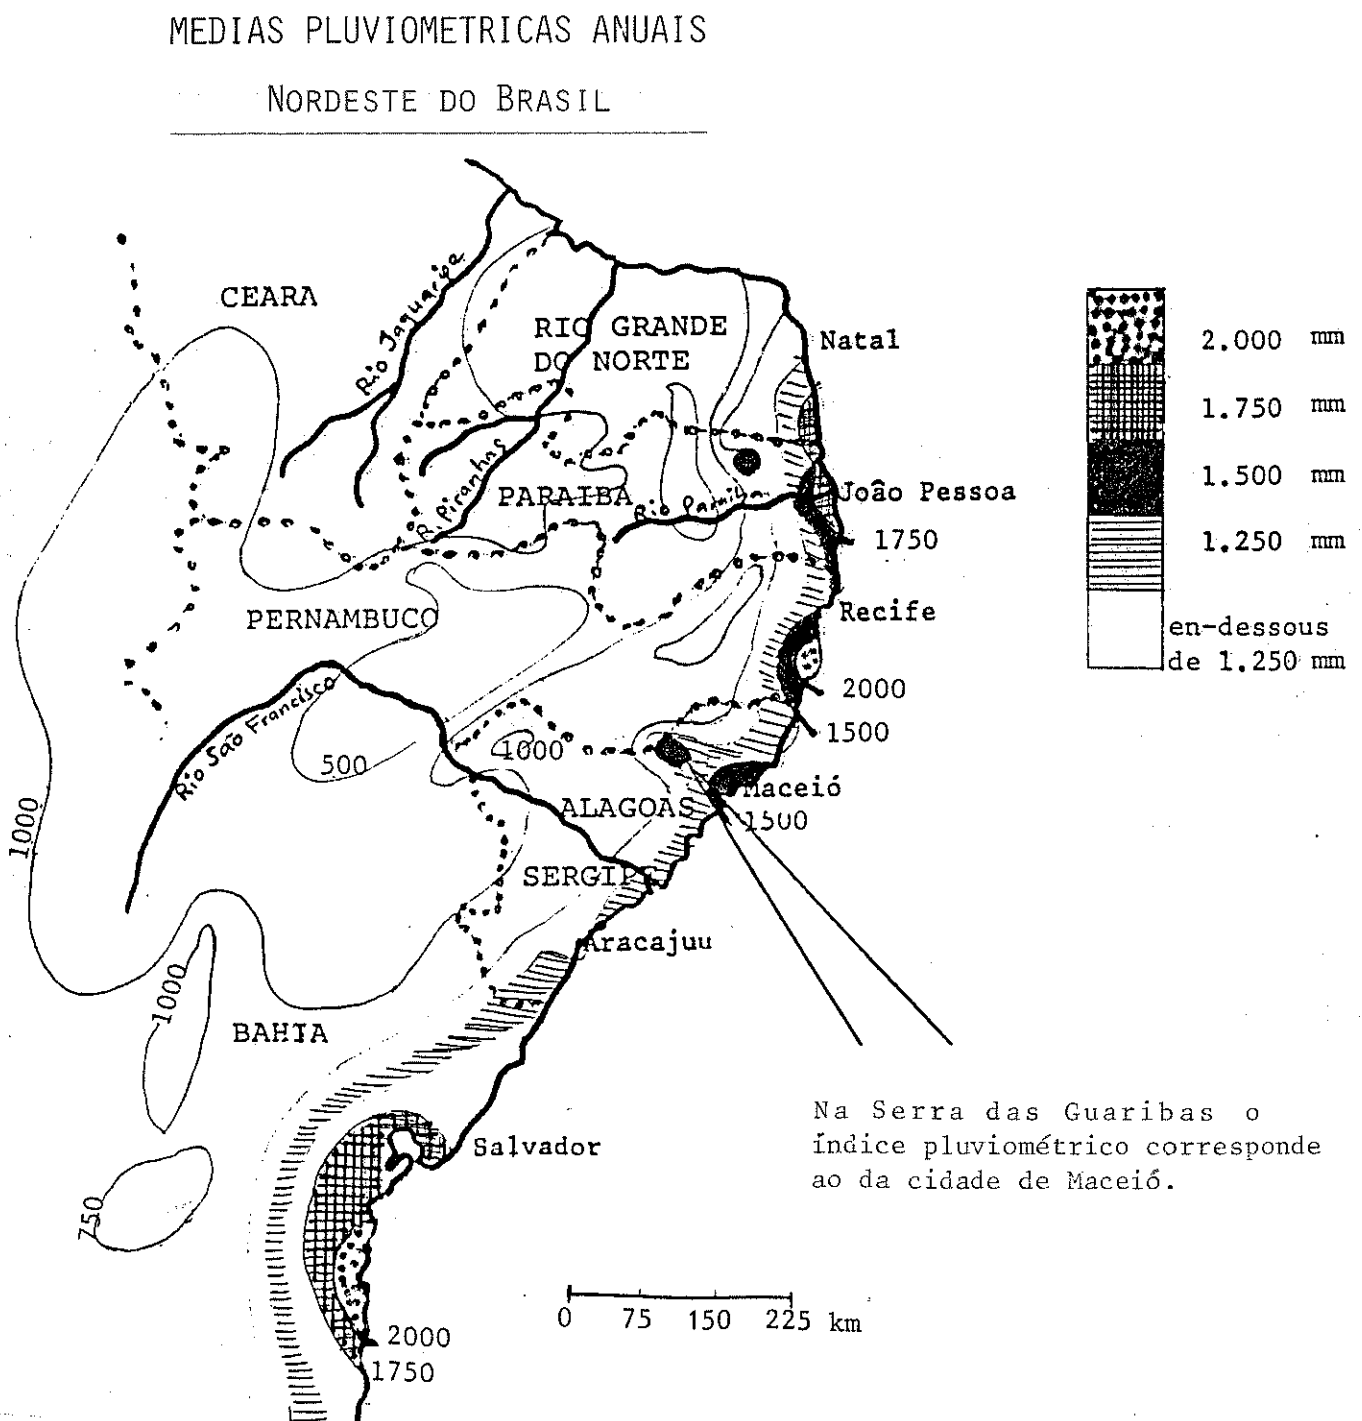 MEDIAS PLUVIOMETRICAS ANUAIS
NORDESTE DO BRASIL
CEARA
Rio Jaguaribe
RIO GRANDE
DO NORTE
Natal
2.000 mm
1.750 mm
1.500 mm
1.250 mm
en-dessous
de 1.250 mm
R. Piranhas
PARAIBA
Rio
João Pessoa
1750
PERNAMBUCO
Recife
2000
1500
Rio São Francisco
500
1000
Maceió
1500
ALAGOAS
1000
SERGIPE
Aracajuu
1000
BAHIA
Na Serra das Guaribas o
índice pluviométrico corresponde
ao da cidade de Maceió.
Salvador
750
0 75 150 225 km
2000
1750